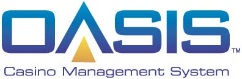 OASIS™
Casino Management System